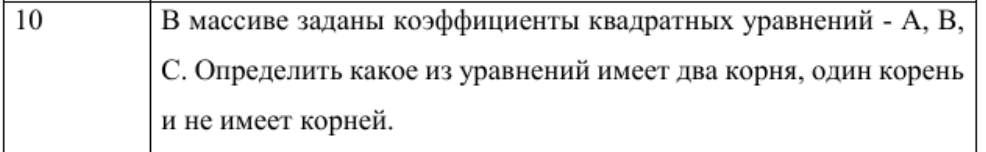 10
В массиве заданы коэффициенты квадратных уравнений - А, В,
С. Определить какое из уравнений имеет два корня, один корень
и не имеет корней.